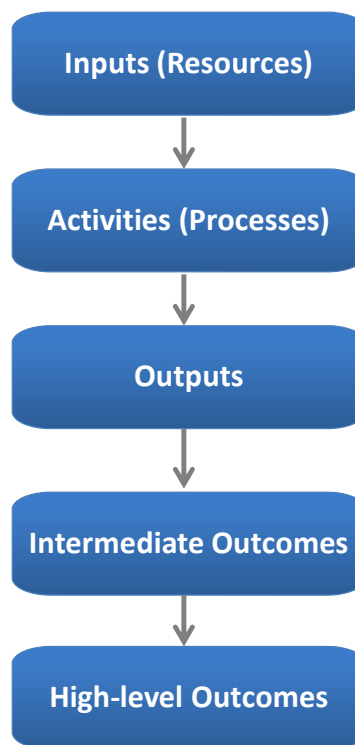 Inputs (Resources)
Activities (Processes)
Outputs
Intermediate Outcomes
High-level Outcomes